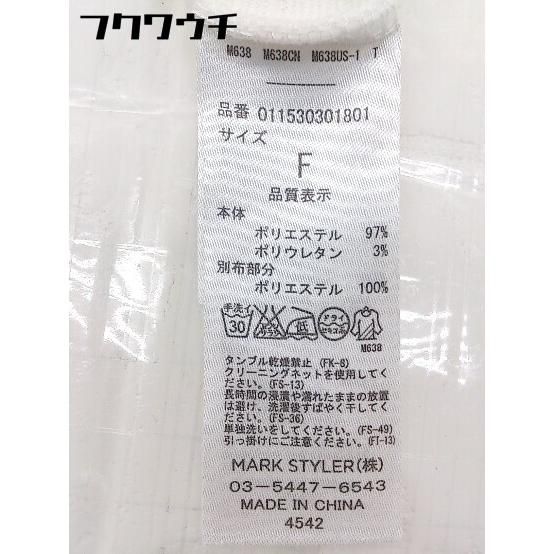 フクワウチ
M638 M638CN M638US-1 T
品番 011530301801
サイズ
F
品質表示
本体
ポリエステル 97%
ポリウレタン 3%
別布部分
ポリエステル 100%
手洗イ
30
低
ドライ
M638
タンブル乾燥禁止 (FK-8)
クリーニングネットを使用してく
ださい。(FS-13)
長時間の浸漬や濡れたままの放置
は避け、洗濯後すばやく干してく
ださい。(FS-36)
単独洗いをしてください。(FS-49)
引っ掛けにご注意ください。(FT-13)
MARK STYLER(株)
03-5447-6543
MADE IN CHINA
4542